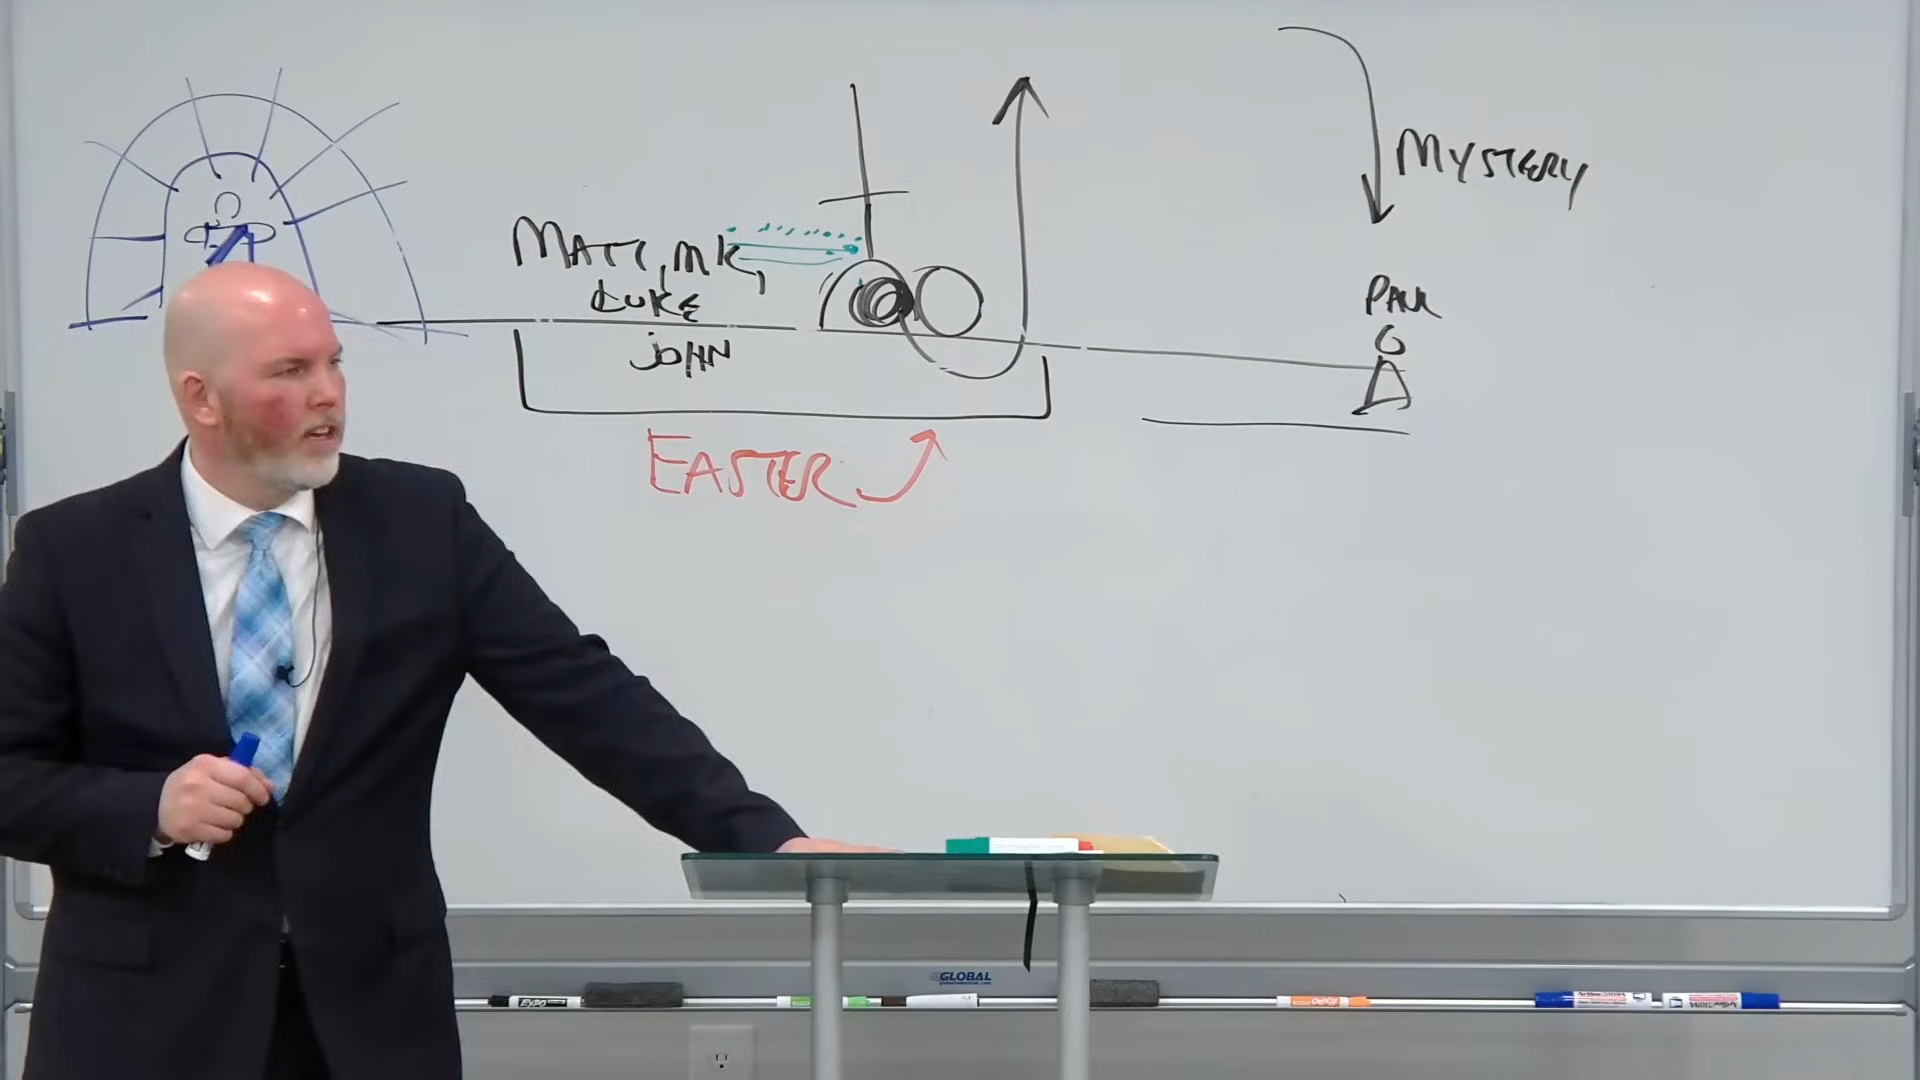 MYSTERY
MATT, MK,
LUKE
JOHN
PAUL
EASTER
GLOBAL
EXPO